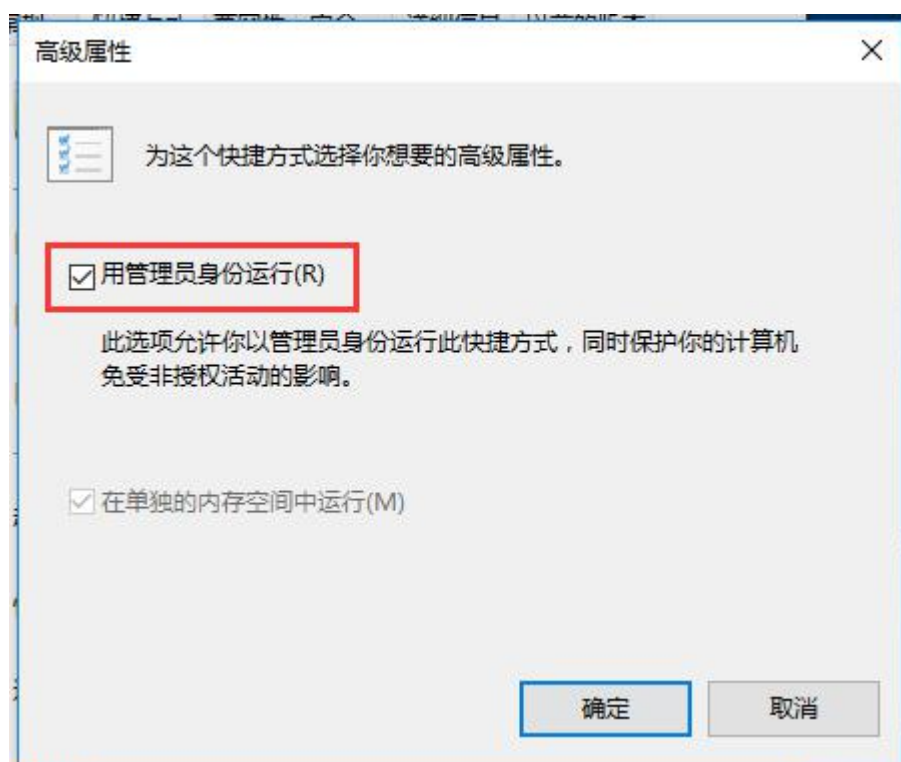 高级属性
为这个快捷方式选择你想要的高级属性。
用管理员身份运行(R)
此选项允许你以管理员身份运行此快捷方式，同时保护你的计算机
免受非授权活动的影响。
在单独的内存空间中运行(M)
确定
取消